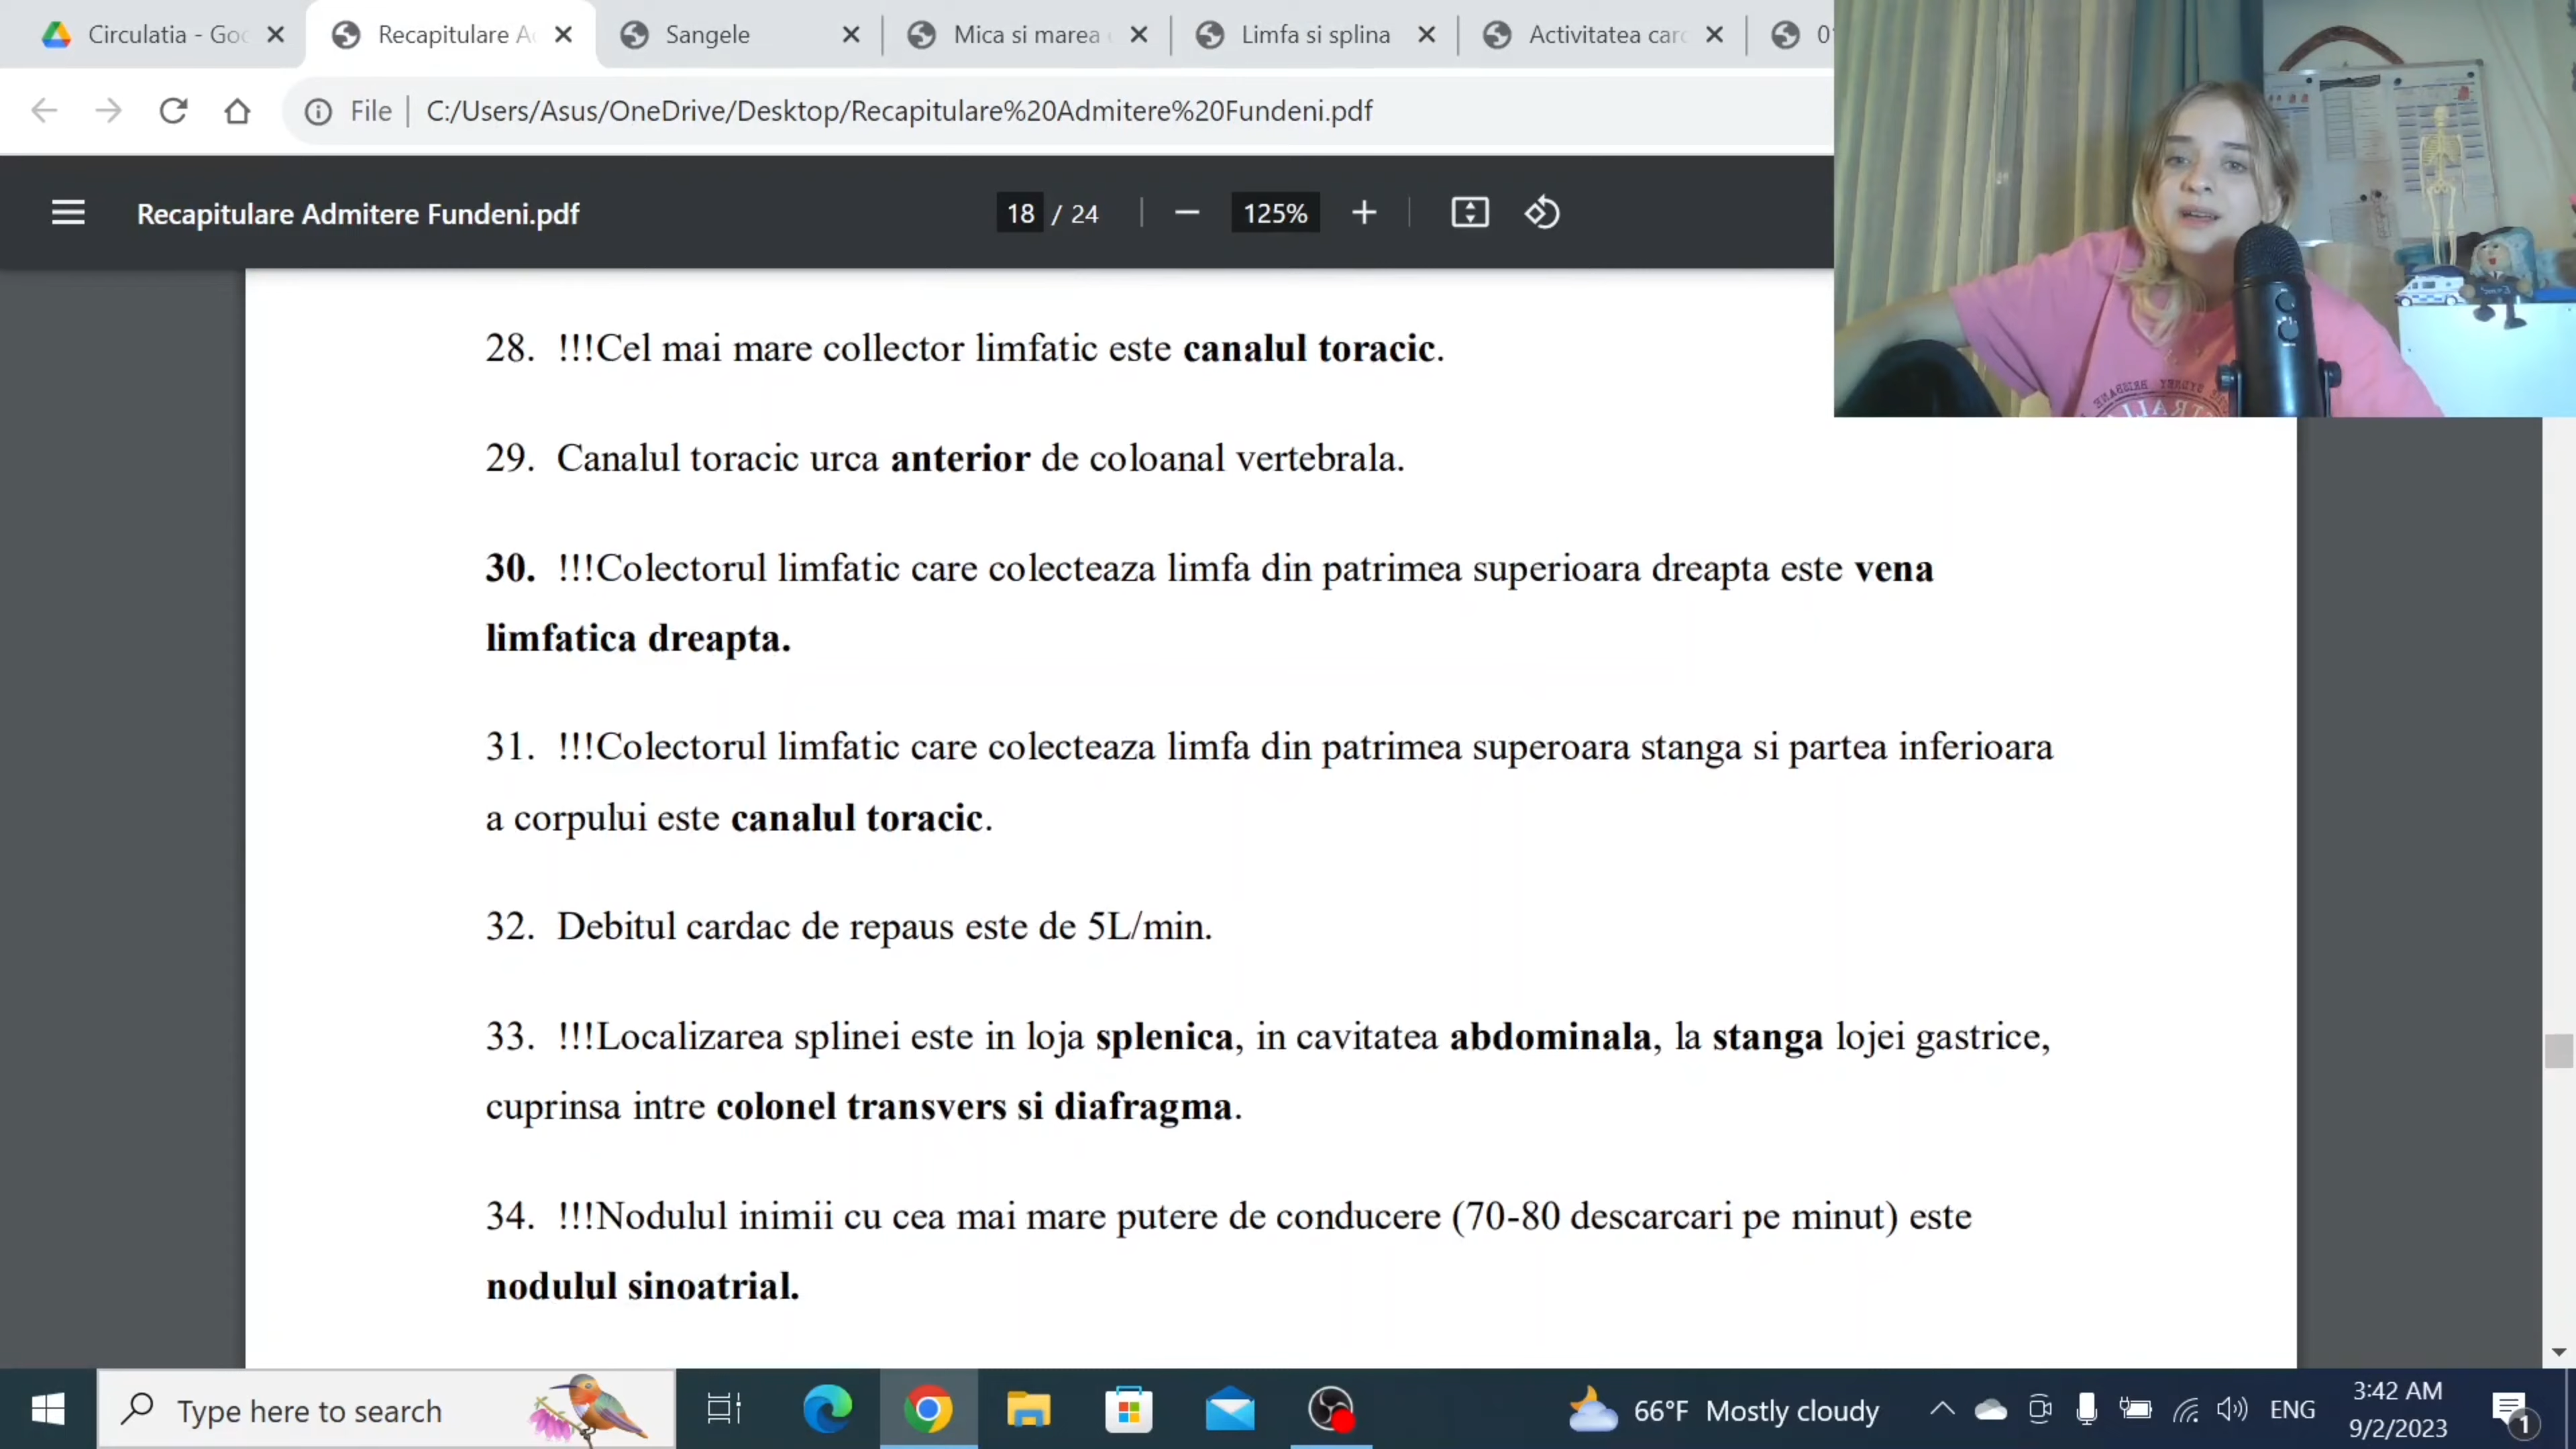 Circulatia - Goo
Recapitulare A
Sangele
Mica si marea
Limfa si splina
Activitatea card
File
C:/Users/Asus/OneDrive/Desktop/Recapitulare%20Admitere%20Fundeni.pdf
Recapitulare Admitere Fundeni.pdf
18 / 24
125%
28. !!!Cel mai mare collector limfatic este canalul toracic.
29. Canalul toracic urca anterior de coloanal vertebrala.
30. !!!Colectorul limfatic care colecteaza limfa din patrimea superioara dreapta este vena
limfatica dreapta.
31. !!!Colectorul limfatic care colecteaza limfa din patrimea superoara stanga si partea inferioara
a corpului este canalul toracic.
32. Debitul cardac de repaus este de 5L/min.
33. !!!Localizarea splinei este in loja splenica, in cavitatea abdominala, la stanga lojei gastrice,
cuprinsa intre colonel transvers si diafragma.
34. !!!Nodulul inimii cu cea mai mare putere de conducere (70-80 descarcari pe minut) este
nodulul sinoatrial.
Type here to search
66°F Mostly cloudy
ENG
3:42 AM
9/2/2023
1